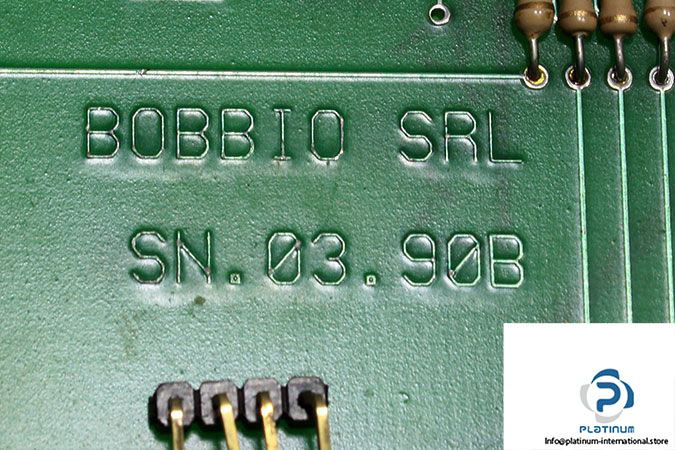 BOBBIO SRL
SN.03.90B
PLATINUM
Info@platinum-international.store